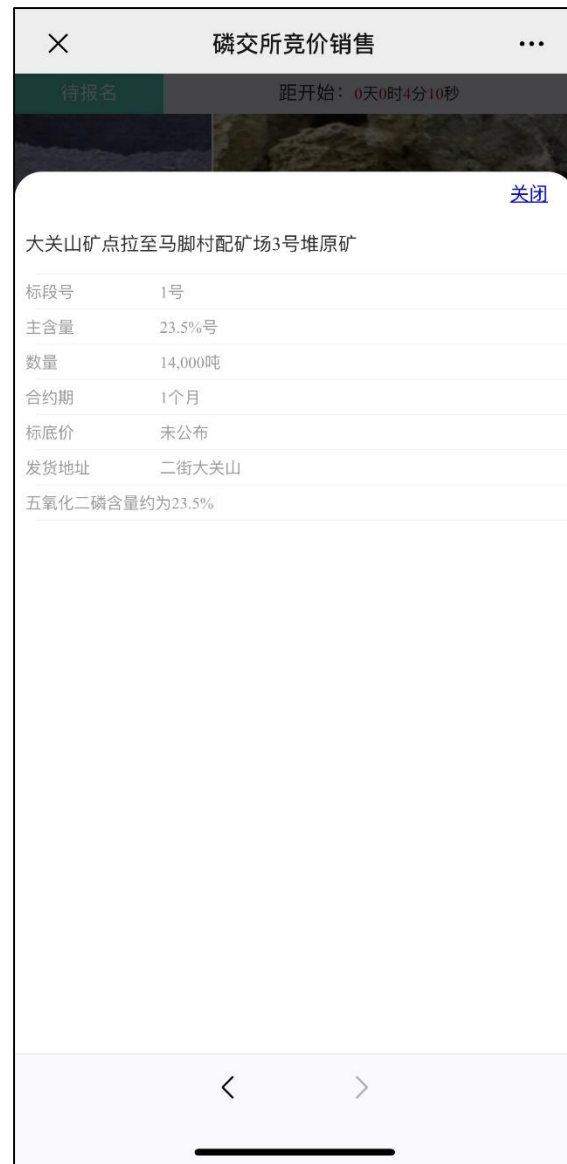 磷交所竞价销售
待报名 距开始：0天0时4分10秒
关闭
大关山矿点拉至马脚村配矿场3号堆原矿
标段号 1号
主含量 23.5%号
数量 14,000吨
合约期 1个月
标底价 未公布
发货地址 二街大关山
五氧化二磷含量约为23.5%